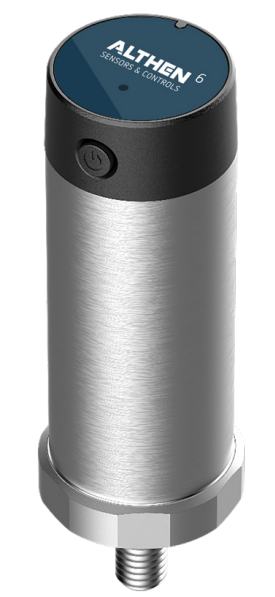 ALTHEN
SENSORS & CONTROLS
6